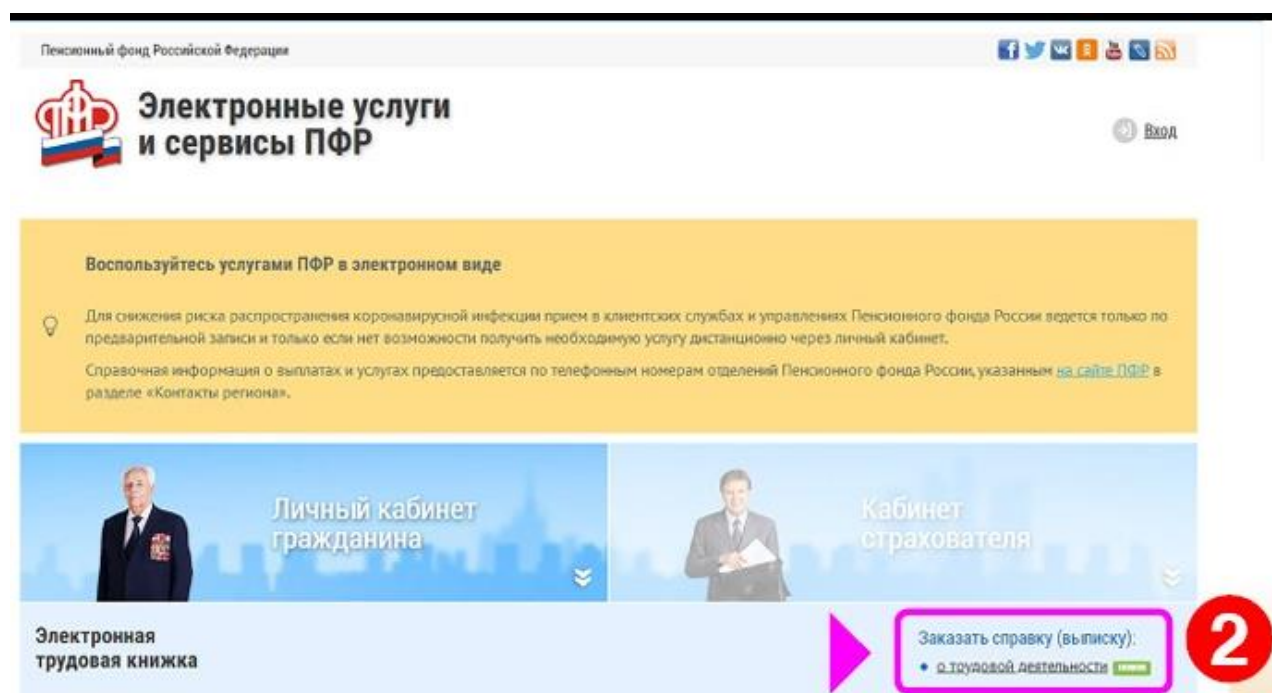 Пенсионный фонд Российской Федерации
Электронные услуги
и сервисы ПФР
Вход
Воспользуйтесь услугами ПФР в электронном виде
Для снижения риска распространения коронавирусной инфекции прием в клиентских службах и управлениях Пенсионного фонда России ведется только по
предварительной записи и только если нет возможности получить необходимую услугу дистанционно через личный кабинет.
Справочная информация о выплатах и услугах предоставляется по телефонным номерам отделений Пенсионного фонда России, указанным на сайте ПФР в
разделе «Контакты региона».
Личный кабинет
гражданина
Кабинет
страхователя
Электронная
трудовая книжка
Заказать справку (выписку):
• о трудовой деятельности
2